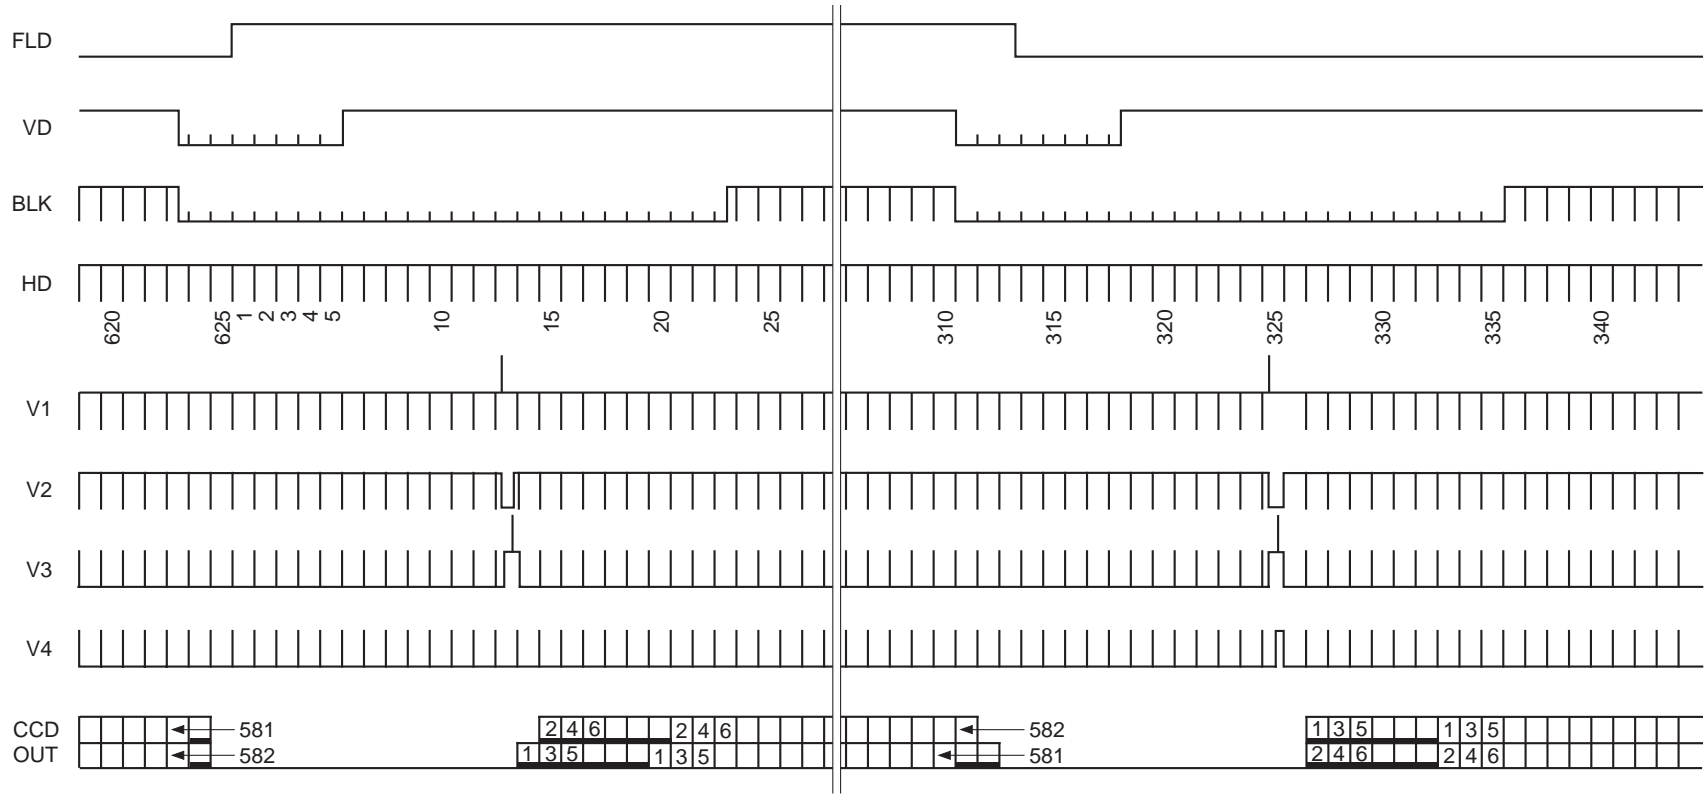 FLD
VD
BLK
HD
620 625 1 2 3 4 5 10 15 20 25 310 315 320 325 330 335 340
V1
V2
V3
V4
CCD 581 2 4 6 2 4 6 582 1 3 5 1 3 5
OUT 582 1 3 5 1 3 5 581 2 4 6 2 4 6